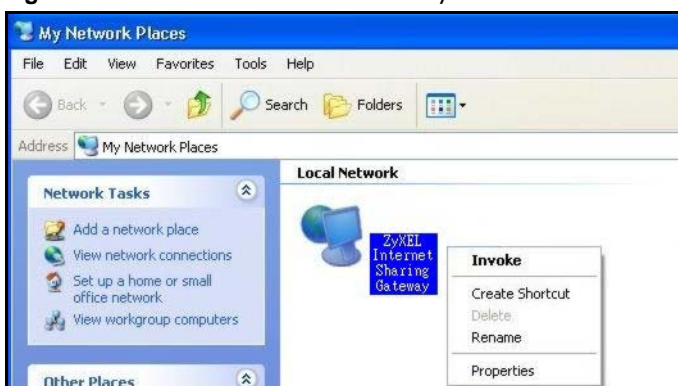 My Network Places
File Edit View Favorites Tools Help
Back Search Folders
Address My Network Places
Network Tasks
Add a network place
View network connections
Set up a home or small
office network
View workgroup computers
Other Places
Local Network
ZyXEL
Internet
Sharing
Gateway
Invoke
Create Shortcut
Delete
Rename
Properties